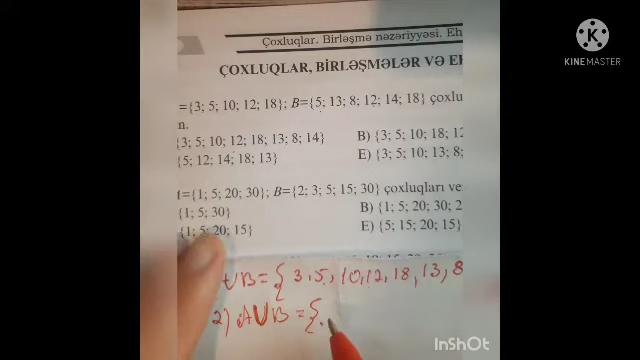 Çoxluqlar. Birləşmə nəzəriyyəsi. Eh
KINEMASTER
ÇOXLUQLAR, BİRLƏŞMƏLƏR VƏ
={3; 5; 10; 12; 18}; B={5; 13; 8; 12; 14; 18} çoxlu
n.
{3; 5; 10; 12; 18; 13; 8; 14}
B) {3; 5; 10; 18; 12
{5; 12; 14; 18; 13}
E) {3; 5; 10; 13; 8;
={1; 5; 20; 30}; B={2; 3; 5; 15; 30} çoxluqları ve
{1; 5; 30}
B) {1; 5; 20; 30; 2
{1; 5; 20; 15}
E) {5; 15; 20; 15}
UB={3,5,10,12,18,13,8
2) AUB={
InShOt